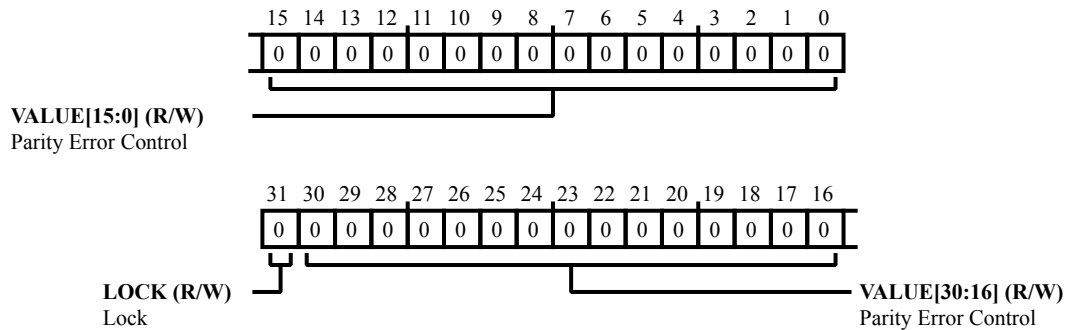 15 14 13 12 11 10 9 8 7 6 5 4 3 2 1 0
0 0 0 0 0 0 0 0 0 0 0 0 0 0 0 0
VALUE[15:0] (R/W)
Parity Error Control
31 30 29 28 27 26 25 24 23 22 21 20 19 18 17 16
0 0 0 0 0 0 0 0 0 0 0 0 0 0 0 0
LOCK (R/W)
Lock
VALUE[30:16] (R/W)
Parity Error Control